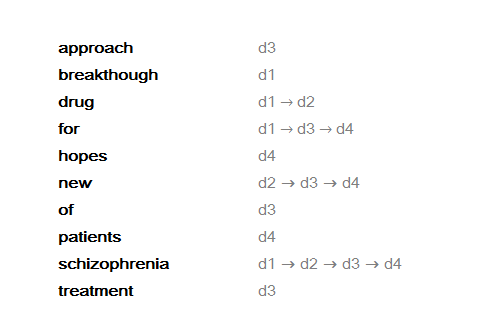 approach d3
breakthough d1
drug d1 → d2
for d1 → d3 → d4
hopes d4
new d2 → d3 → d4
of d3
patients d4
schizophrenia d1 → d2 → d3 → d4
treatment d3